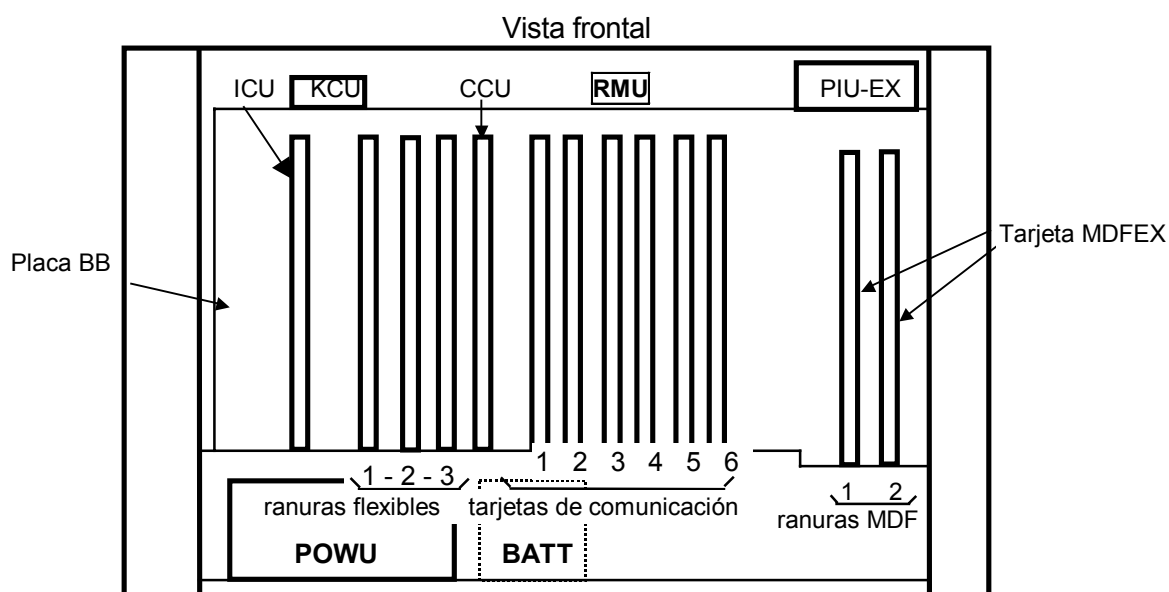 Vista frontal
ICU KCU CCU RMU PIU-EX
Placa BB
Tarjeta MDFEX
1 2 3 4 5 6
1 - 2 - 3
1 2
ranuras flexibles tarjetas de comunicación
ranuras MDF
POWU BATT